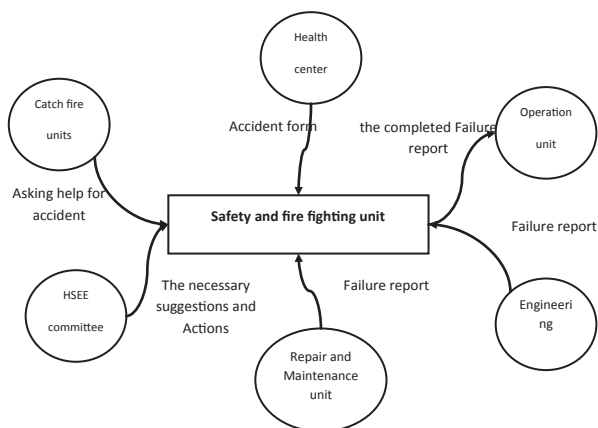 Health
center
Catch fire
units
Operation
unit
Accident form
the completed Failure
report
Asking help for
accident
Safety and fire fighting unit
Failure report
HSEE
committee
The necessary
suggestions and
Actions
Failure report
Engineeri
ng
Repair and
Maintenance
unit